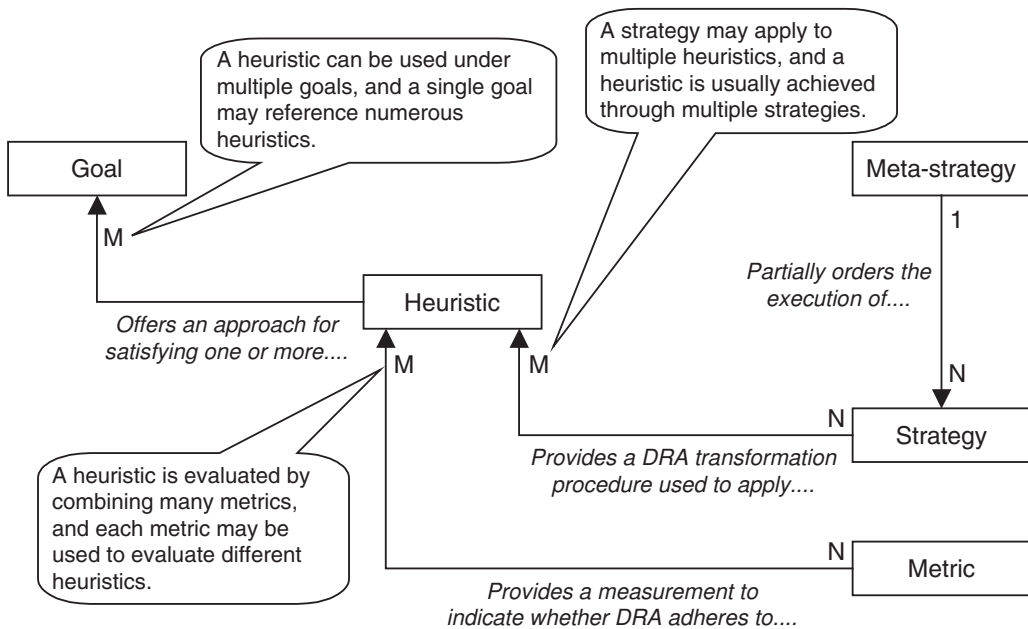 A heuristic can be used under
multiple goals, and a single goal
may reference numerous
heuristics.
A strategy may apply to
multiple heuristics, and a
heuristic is usually achieved
through multiple strategies.
Goal
Meta-strategy
M
1
Partially orders the
execution of....
Heuristic
Offers an approach for
satisfying one or more....
M
M
N
N
Strategy
Provides a DRA transformation
procedure used to apply....
A heuristic is evaluated by
combining many metrics,
and each metric may be
used to evaluate different
heuristics.
N
Metric
Provides a measurement to
indicate whether DRA adheres to....